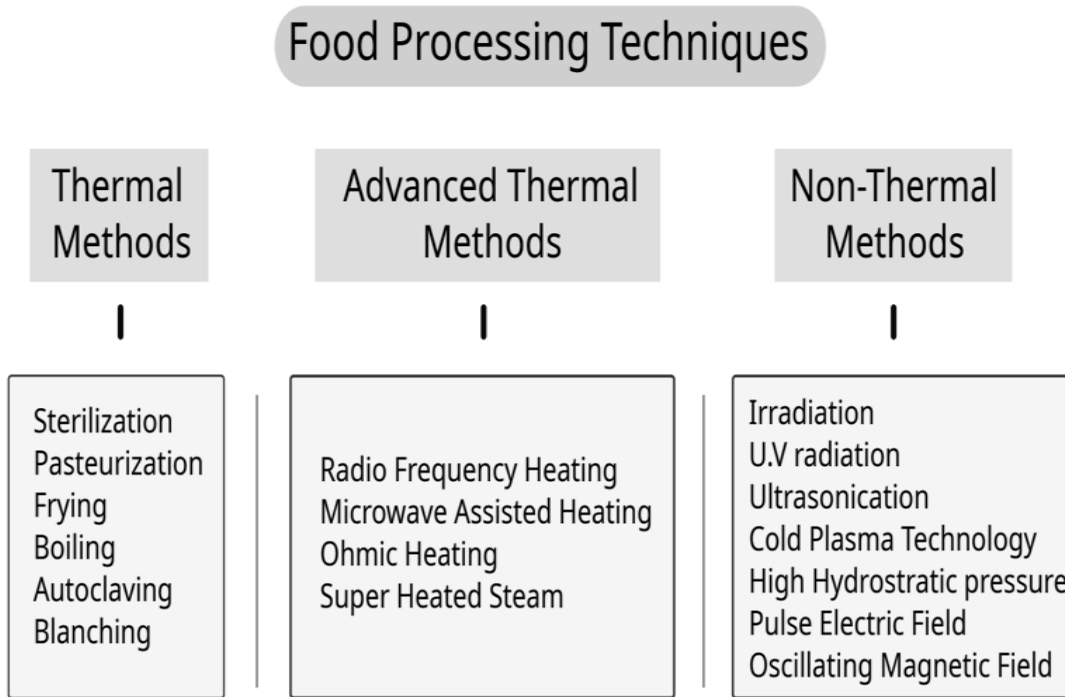 Food Processing Techniques
Thermal
Methods
Advanced Thermal
Methods
Non-Thermal
Methods
Sterilization
Pasteurization
Frying
Boiling
Autoclaving
Blanching
Radio Frequency Heating
Microwave Assisted Heating
Ohmic Heating
Super Heated Steam
Irradiation
U.V radiation
Ultrasonication
Cold Plasma Technology
High Hydrostratic pressure
Pulse Electric Field
Oscillating Magnetic Field